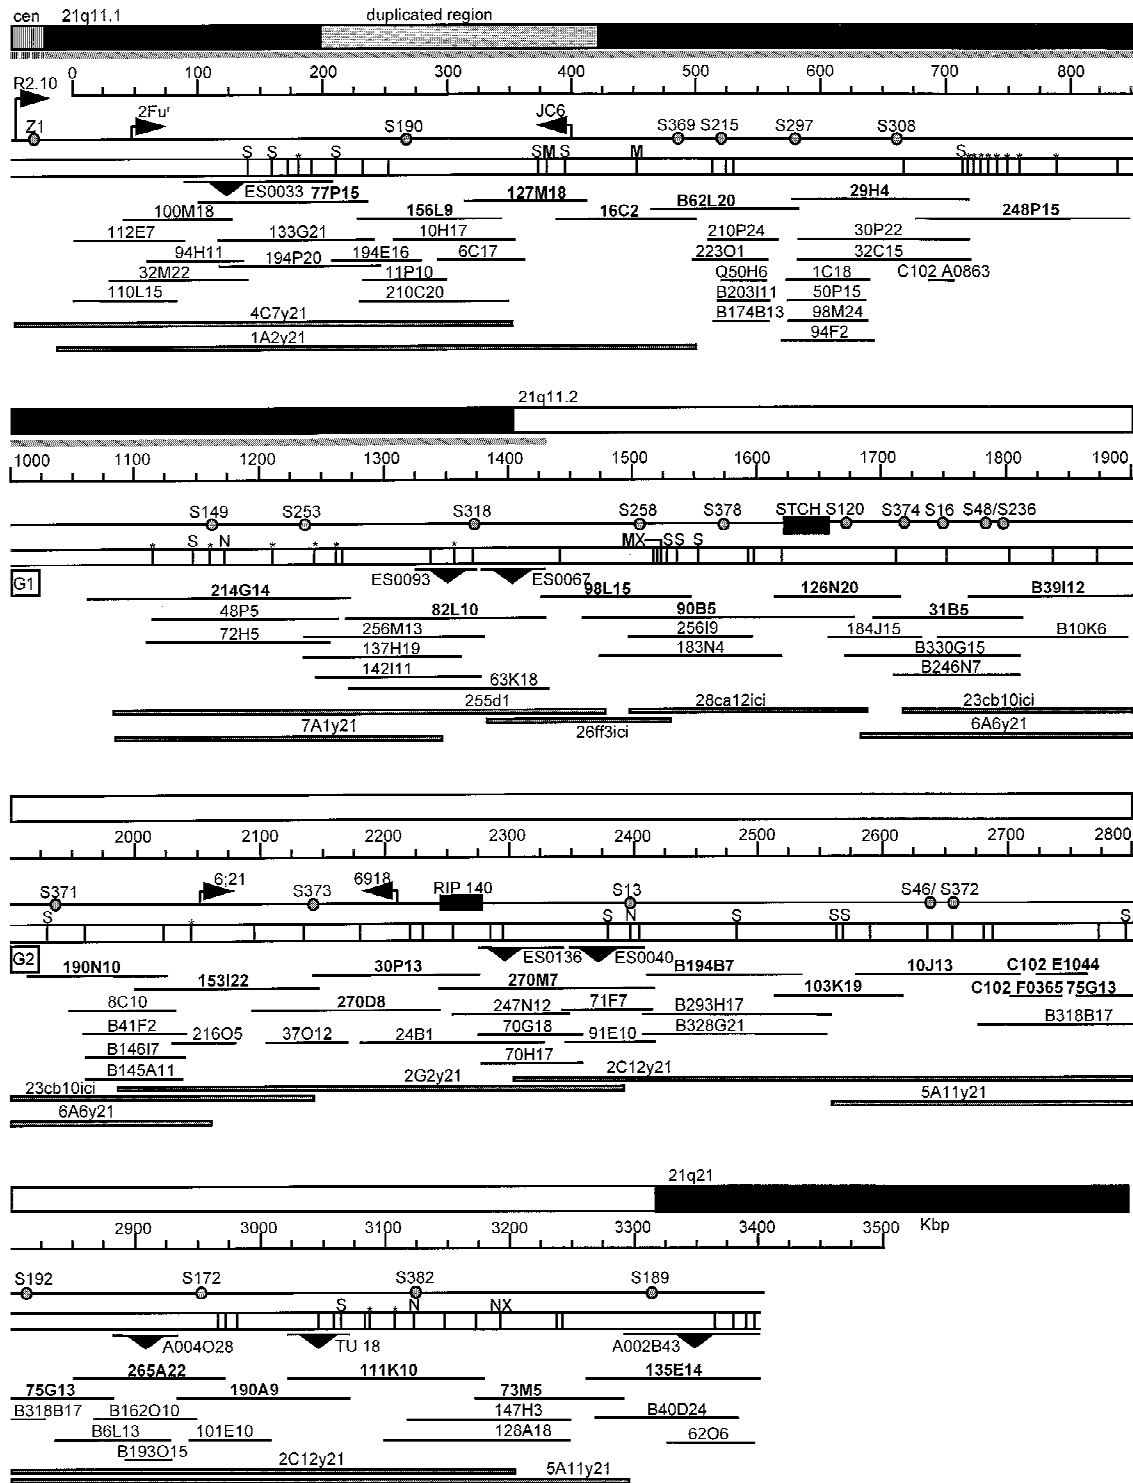 cen 21q11.1 duplicated region
0 100 200 300 400 500 600 700 800
R2.10 2Fuʳ JC6
Z1 S190 S369 S215 S297 S308
S S * S S M S M S * * * * * * * *
ES0033 77P15 127M18 B62L20 29H4
100M18 156L9 16C2 248P15
112E7 133G21 10H17 210P24 30P22
94H11 194P20 194E16 6C17 223O1 32C15
32M22 11P10 Q50H6 1C18 C102 A0863
110L15 210C20 B203I11 50P15
4C7y21 B174B13 98M24
1A2y21 94F2
21q11.2
1000 1100 1200 1300 1400 1500 1600 1700 1800 1900
S149 S253 S318 S258 S378 STCH S120 S374 S16 S48/S236
S * N * * * * MX S S S
G1 ES0093 ES0067
214G14 98L15 126N20 B39I12
48P5 82L10 90B5 31B5
72H5 256M13 256I9 184J15 B10K6
137H19 183N4 B330G15
142I11 B246N7
63K18
255d1 28ca12ici 23cb10ici
7A1y21 26ff3ici 6A6y21
2000 2100 2200 2300 2400 2500 2600 2700 2800
S371 6;21 S373 6918 RIP 140 S13 S46/ S372
S * S N S SS S
G2 ES0136 ES0040
190N10 30P13 B194B7 10J13 C102 E1044
153I22 270M7 103K19 C102 F0365 75G13
8C10 270D8 247N12 71F7 B293H17 B318B17
B41F2 216O5 37O12 24B1 70G18 91E10 B328G21
B146I7 70H17
B145A11 2G2y21 2C12y21
23cb10ici 5A11y21
6A6y21
21q21
2900 3000 3100 3200 3300 3400 3500 Kbp
S192 S172 S382 S189
S * * N NX
A004O28 TU 18 A002B43
265A22 111K10 135E14
75G13 190A9 73M5
B318B17 B162O10 147H3 B40D24
B6L13 101E10 128A18 62O6
B193O15
2C12y21 5A11y21